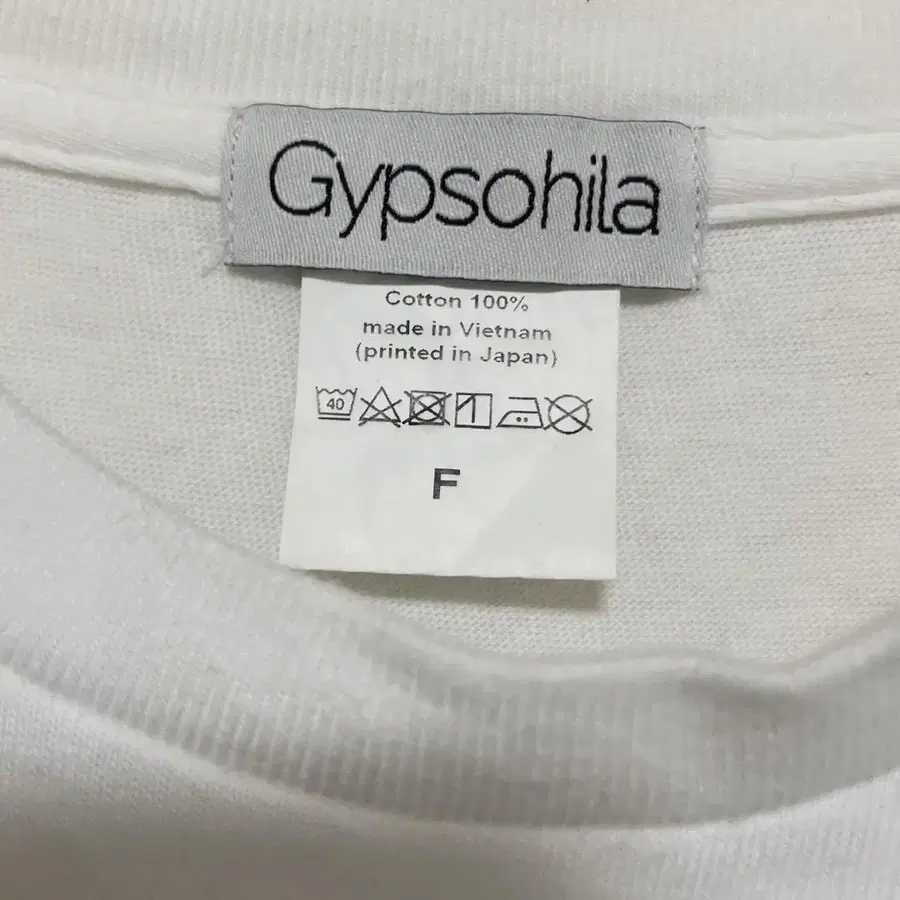 Gypsohila
Cotton 100%
made in Vietnam
(printed in Japan)
40
F